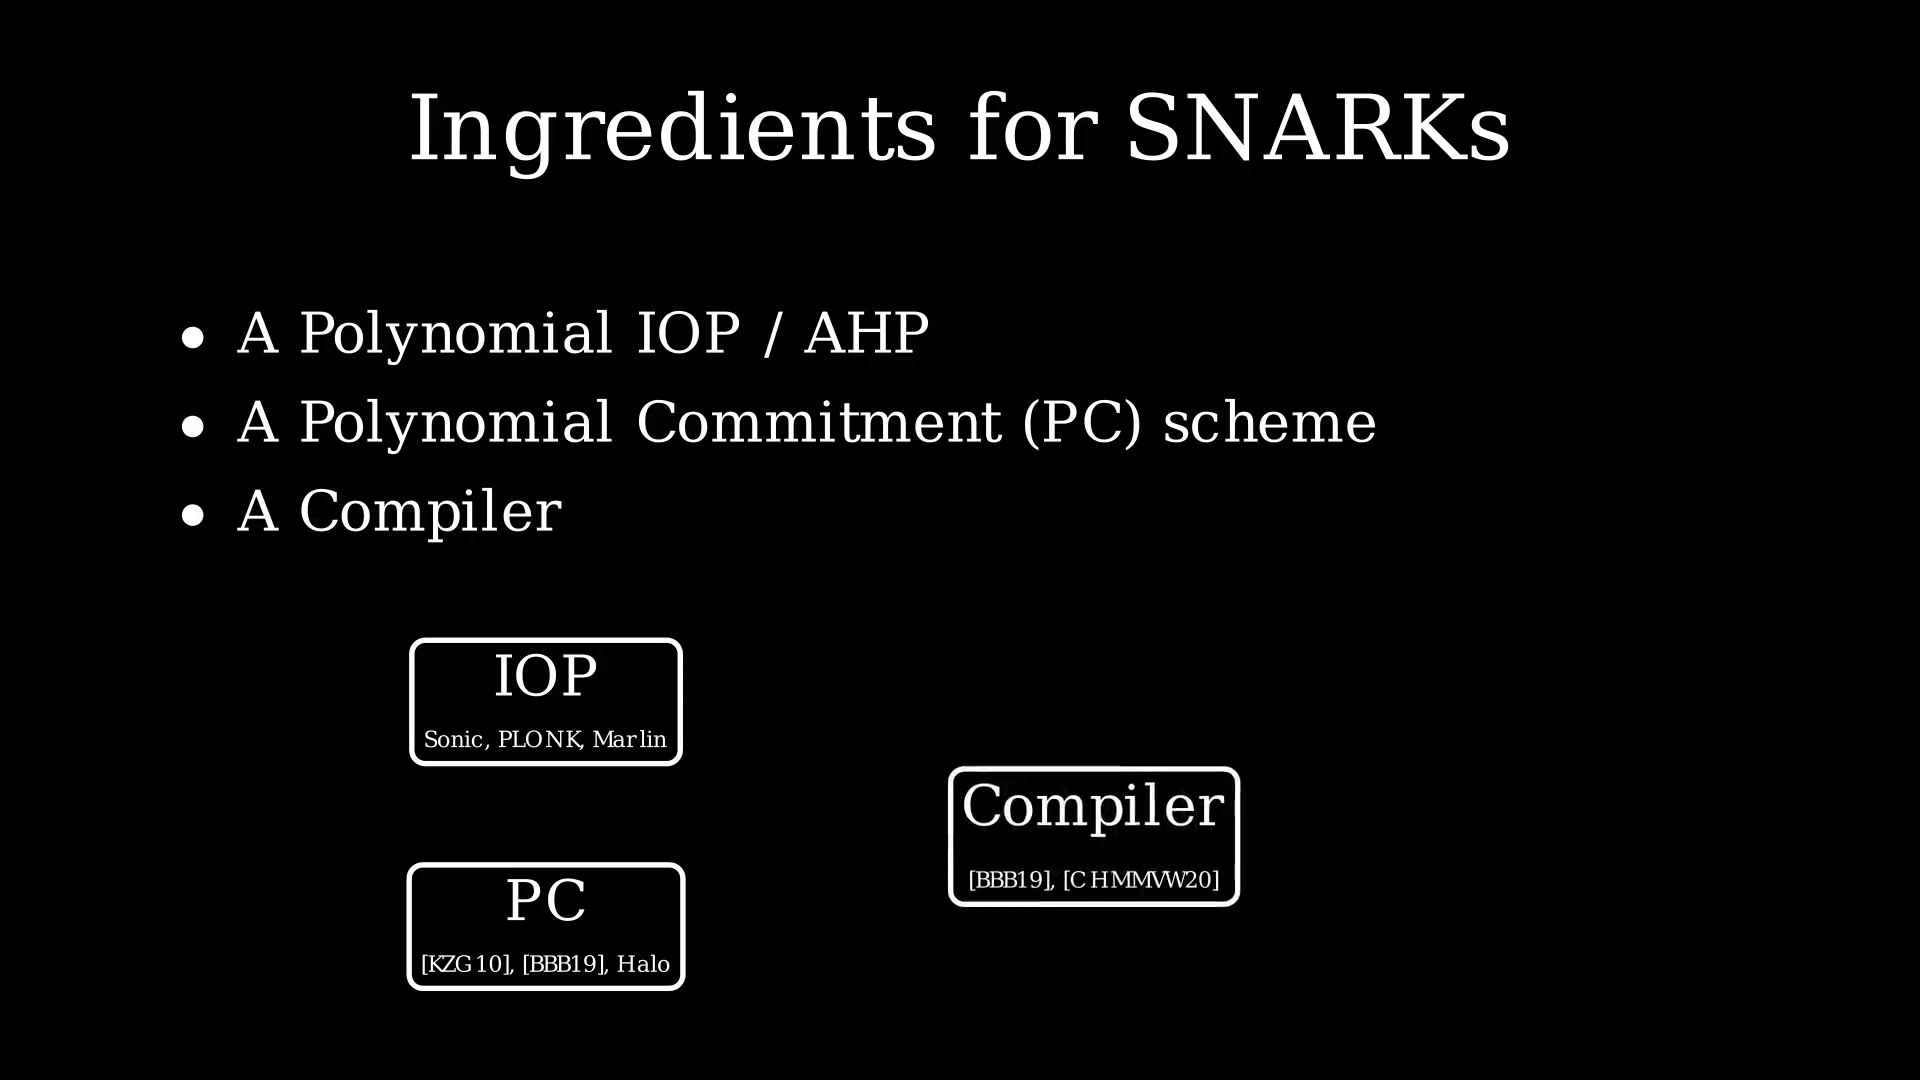 Ingredients for SNARKs
• A Polynomial IOP / AHP
• A Polynomial Commitment (PC) scheme
• A Compiler
IOP
Sonic, PLONK, Marlin
Compiler
[BBB19], [CHMMVW20]
PC
[KZG10], [BBB19], Halo